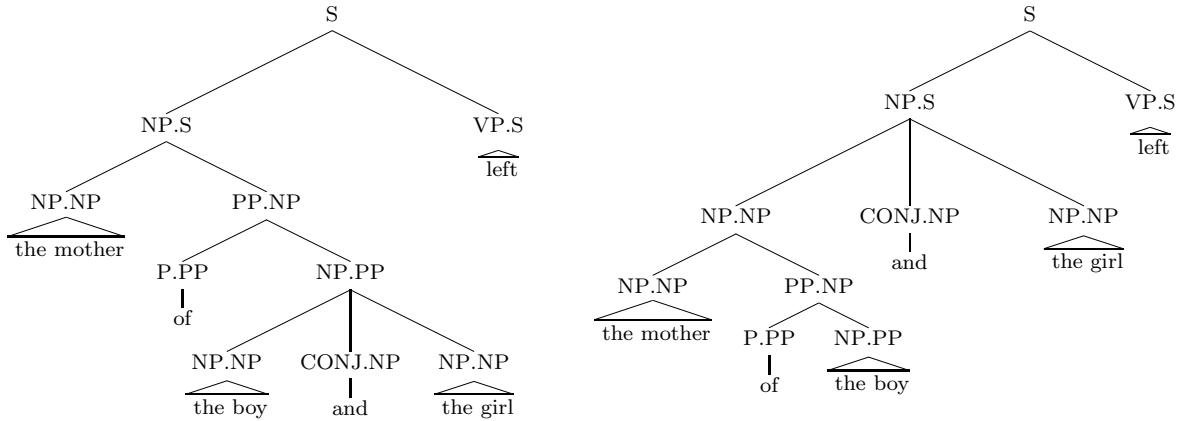 S
NP.S VP.S
left
NP.NP PP.NP
the mother
P.PP NP.PP
of
NP.NP CONJ.NP NP.NP
the boy and the girl
S
NP.S VP.S
left
NP.NP CONJ.NP NP.NP
and the girl
NP.NP PP.NP
the mother
P.PP NP.PP
of the boy